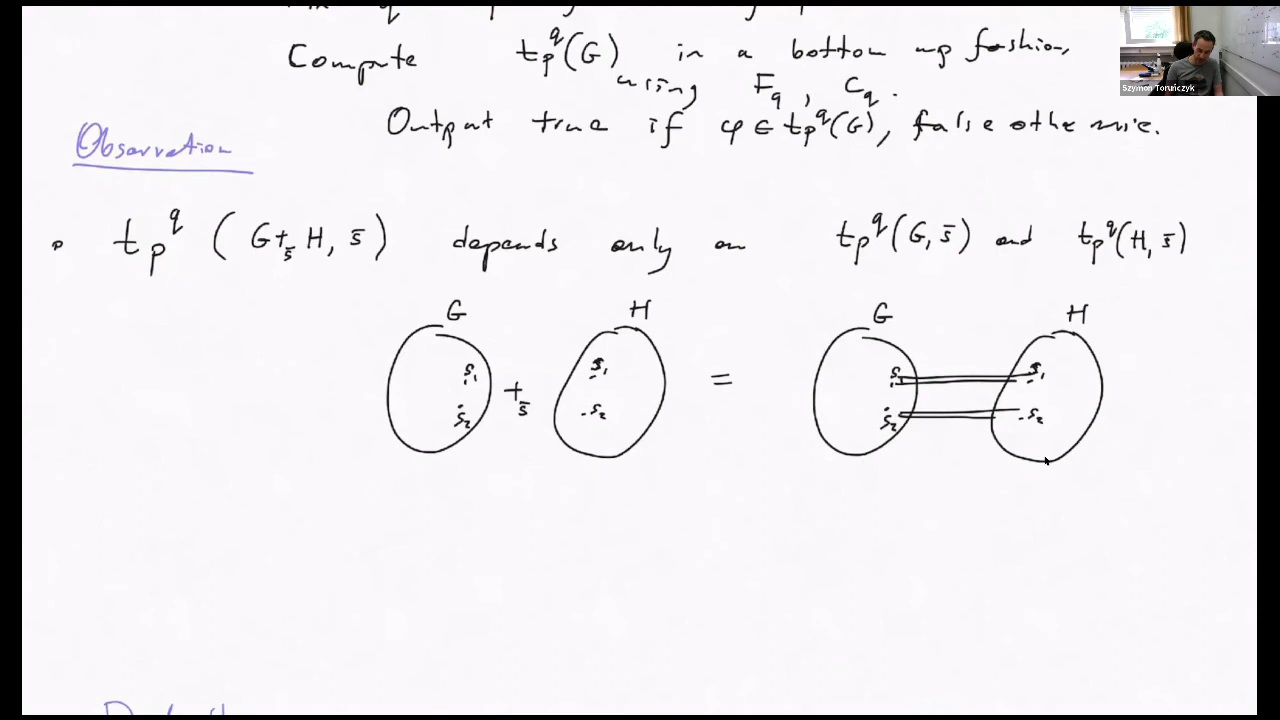 Compute tp^q(G) in a bottom up fashion,
using F_q, C_q.
Output true if φ ∈ tp^q(G), false otherwise.
Observation
• tp^q (G +_s̄ H, s̄) depends only on tp^q(G, s̄) and tp^q(H, s̄)
G H G H
s₁ s₁ s₁ s₁
+_s̄ =
s₂ s₂ s₂ s₂
Szymon Toruńczyk